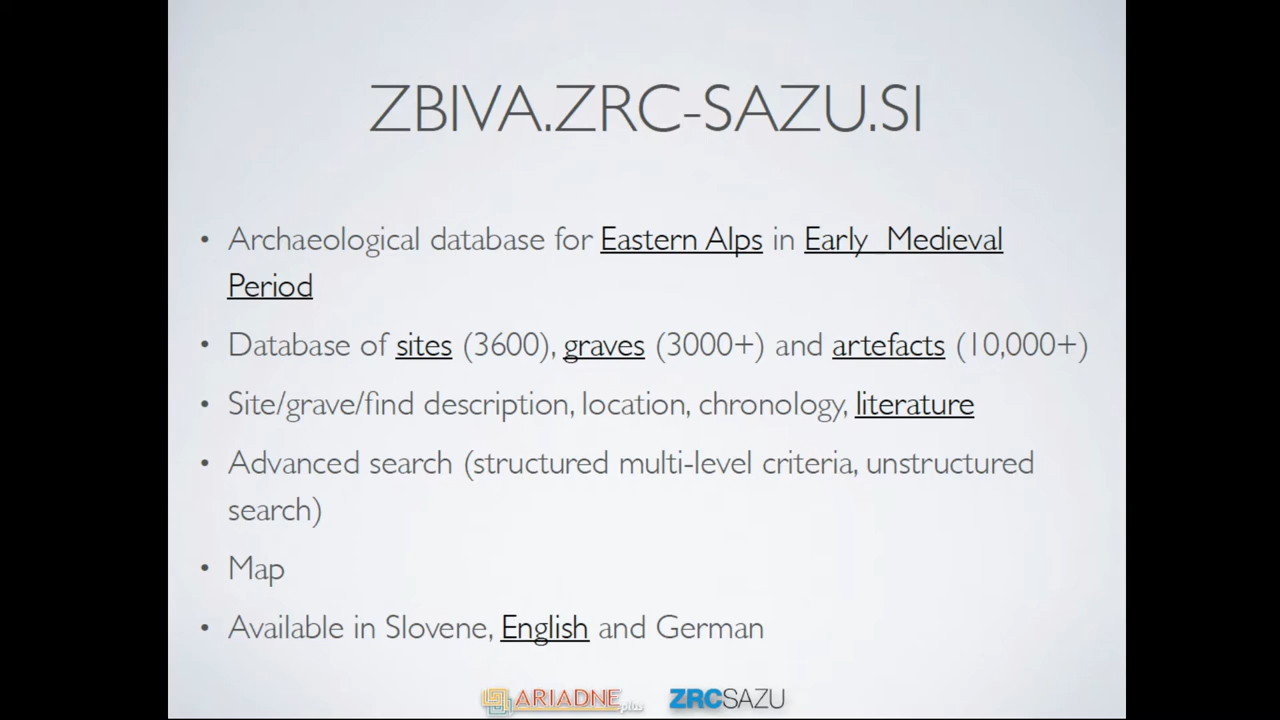 ZBIVA.ZRC-SAZU.SI
• Archaeological database for Eastern Alps in Early Medieval
Period
• Database of sites (3600), graves (3000+) and artefacts (10,000+)
• Site/grave/find description, location, chronology, literature
• Advanced search (structured multi-level criteria, unstructured
search)
• Map
• Available in Slovene, English and German
ARIADNE plus ZRC SAZU